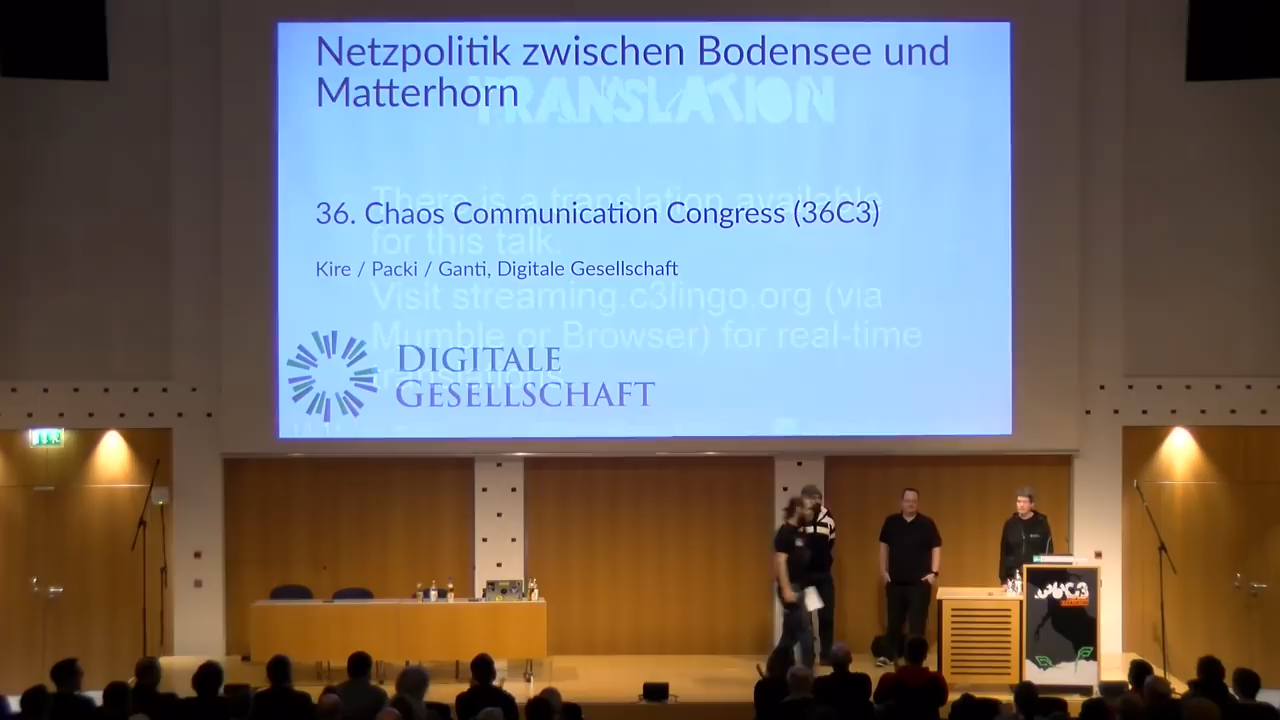 Netzpolitik zwischen Bodensee und
Matterhorn
TRANSLATION
There is a translation available
36. Chaos Communication Congress (36C3)
for this talk.
Kire / Packi / Ganti, Digitale Gesellschaft
Visit streaming.c3lingo.org (via
Mumble or Browser) for real-time
translations.
DIGITALE
GESELLSCHAFT